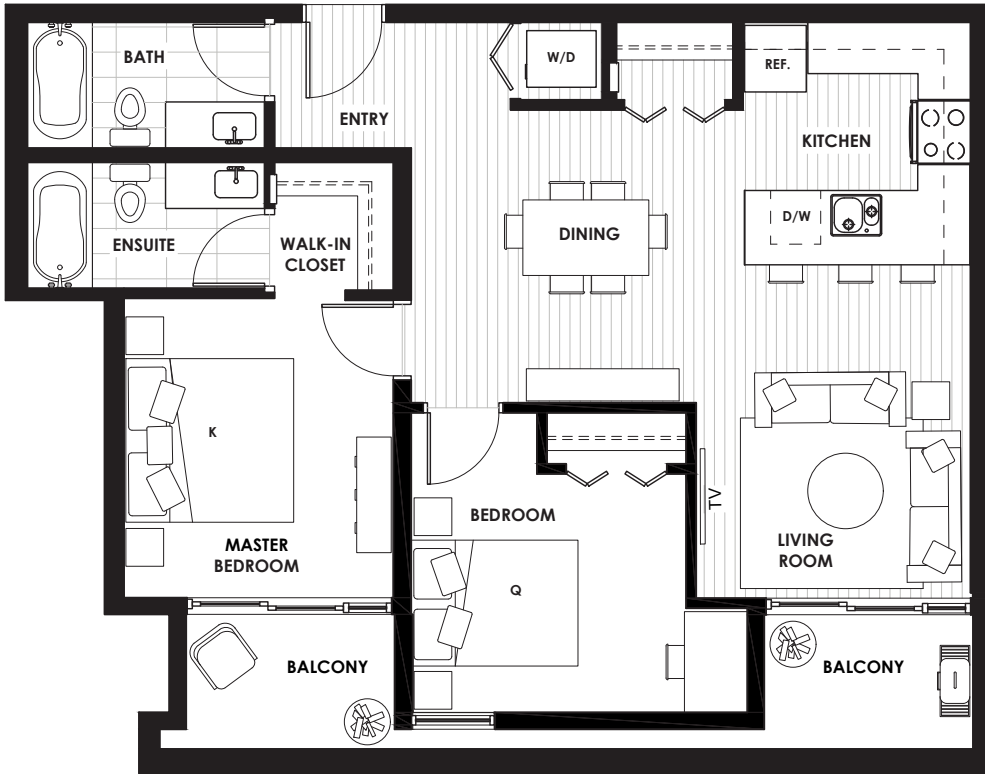 BATH
W/D
REF.
ENTRY
KITCHEN
D/W
ENSUITE
WALK-IN
CLOSET
DINING
K
TV
BEDROOM
MASTER
BEDROOM
LIVING
ROOM
Q
BALCONY
BALCONY